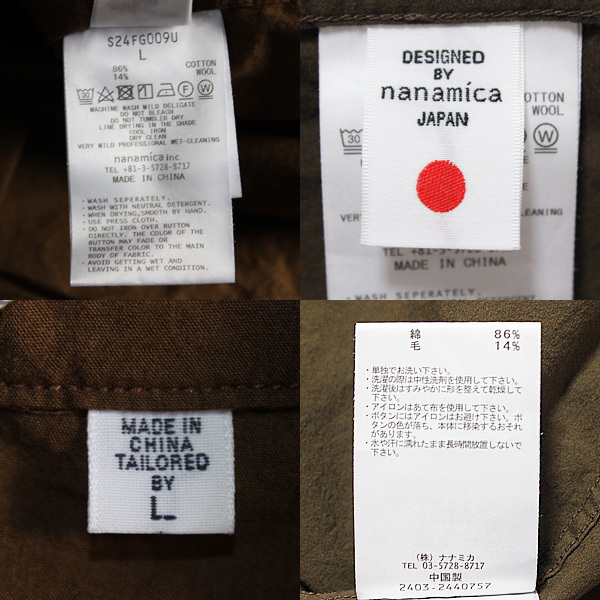 S24FG009U
L
86% COTTON
14% WOOL
MACHINE WASH MILD DELICATE
DO NOT BLEACH
DO NOT TUMBLER DRY
LINE DRYING IN THE SHADE
COOL IRON
DRY CLEAN
VERY MILD PROFESSIONAL WET-CLEANING
nanamica inc
TEL +81-3-5728-8717
MADE IN CHINA
・WASH SEPERATELY.
・WASH WITH NEUTRAL DETERGENT.
・WHEN DRYING,SMOOTH BY HAND.
・USE PRESS CLOTH.
・DO NOT IRON OVER BUTTON
DIRECTLY. THE COLOR OF THE
BUTTON MAY FADE OR
TRANSFER COLOR TO THE MAIN
BODY OF FABRIC.
・AVOID GETTING WET AND
LEAVING IN A WET CONDITION.
DESIGNED
BY
nanamica
JAPAN
COTTON
WOOL
30
W
VERY
TEL +81-3-5728-8717
MADE IN CHINA
・WASH SEPERATELY.
MADE IN
CHINA
TAILORED
BY
L
綿 86%
毛 14%
・単独でお洗い下さい。
・洗濯の際は中性洗剤を使用して下さい。
・洗濯後はすみやかに形を整えて乾燥して
下さい。
・アイロンはあて布を使用して下さい。
・ボタンにはアイロンはお避け下さい。ボ
タンの色が落ち、本体に移染するおそれ
があります。
・水や汗に濡れたまま長時間放置しないで
下さい。
(株) ナナミカ
TEL 03-5728-8717
中国製
2403-2440757